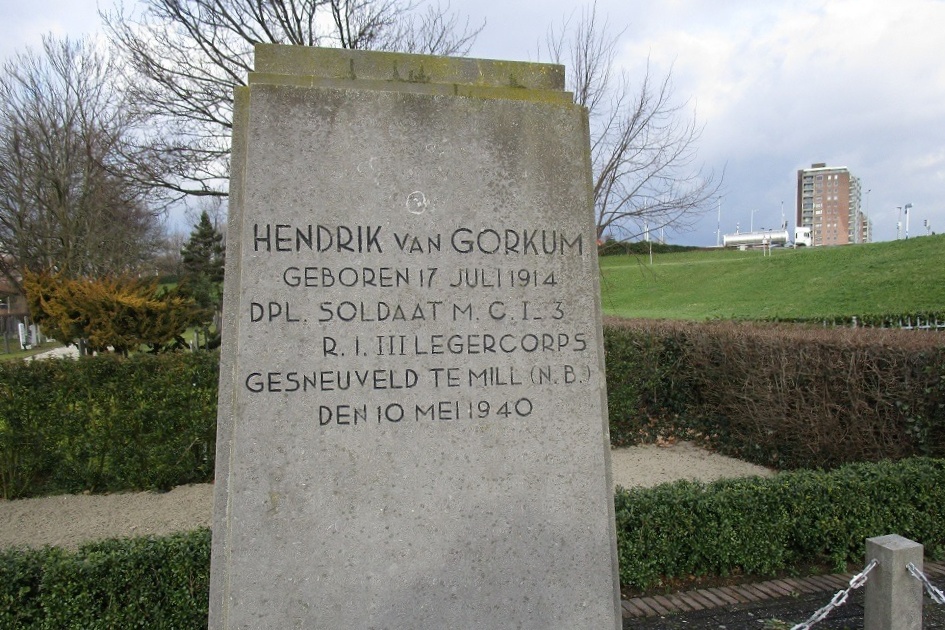 HENDRIK VAN GORKUM
GEBOREN 17 JULI 1914
DPL. SOLDAAT M. C. I-3
R. I. III LEGERCORPS
GESNEUVELD TE MILL (N. B.)
DEN 10 MEI 1940